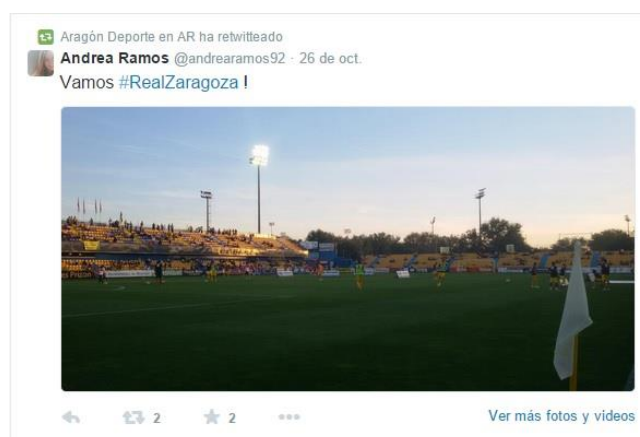 Aragón Deporte en AR ha retwitteado
Andrea Ramos @andrearamos92 · 26 de oct.
Vamos #RealZaragoza !
2 2
Ver más fotos y vídeos